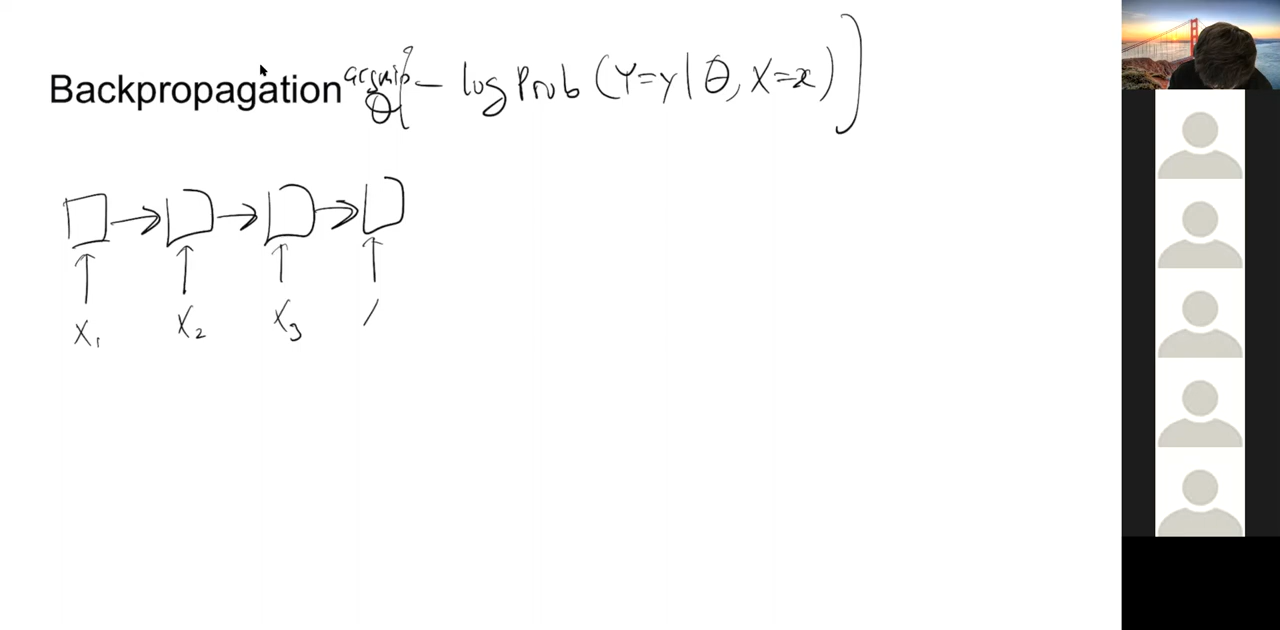 Backpropagation argmin θ [ - log Prob (Y=y | θ, X=x) ]
X₁ X₂ X₃